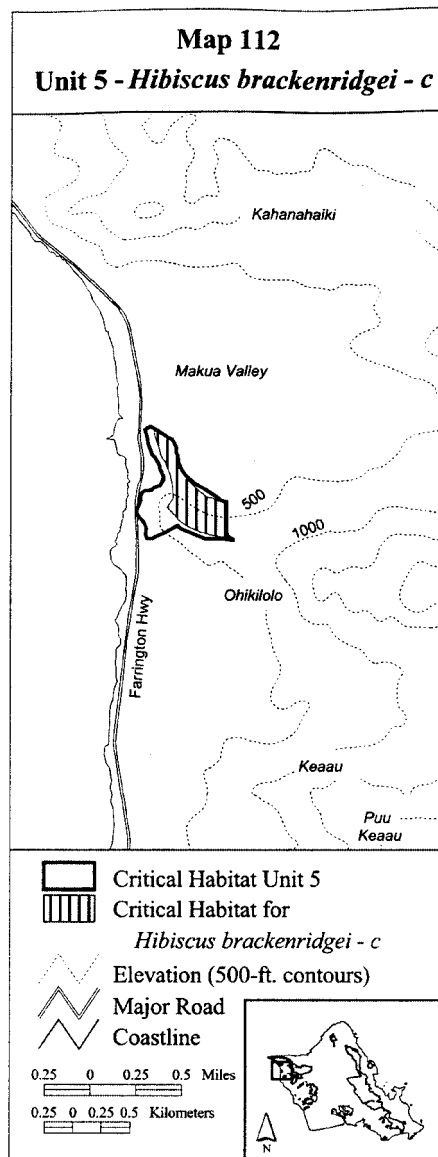 Map 112
Unit 5 - Hibiscus brackenridgei - c
Kahanahaiki
Makua Valley
500
1000
Ohikilolo
Farrington Hwy
Keaau
Puu
Keaau
Critical Habitat Unit 5
Critical Habitat for
Hibiscus brackenridgei - c
Elevation (500-ft. contours)
Major Road
Coastline
0.25 0 0.25 0.5 Miles
0.25 0 0.25 0.5 Kilometers
N